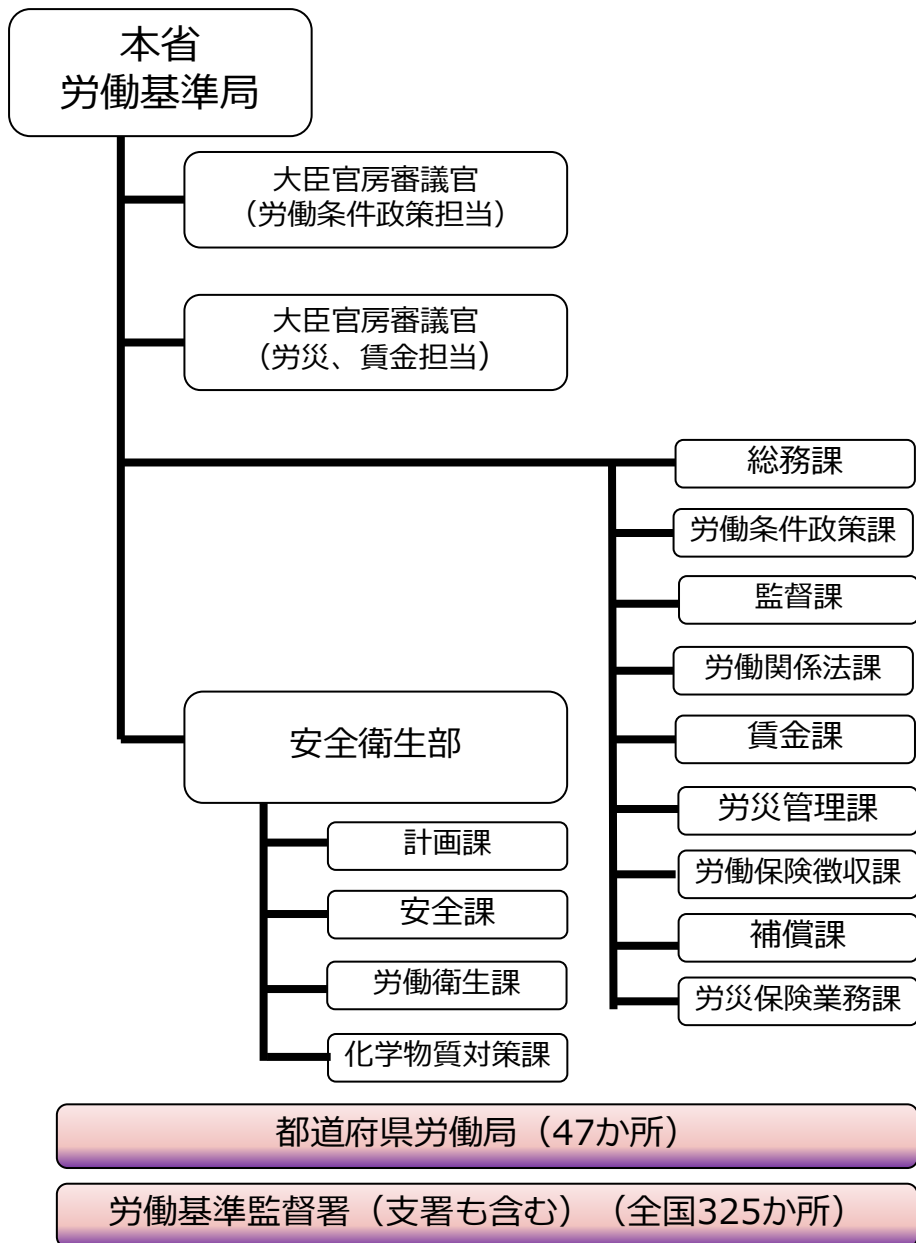 本省
労働基準局
大臣官房審議官
（労働条件政策担当）
大臣官房審議官
（労災、賃金担当）
総務課
労働条件政策課
監督課
労働関係法課
賃金課
労災管理課
労働保険徴収課
補償課
労災保険業務課
安全衛生部
計画課
安全課
労働衛生課
化学物質対策課
都道府県労働局（47か所）
労働基準監督署（支署も含む）（全国325か所）